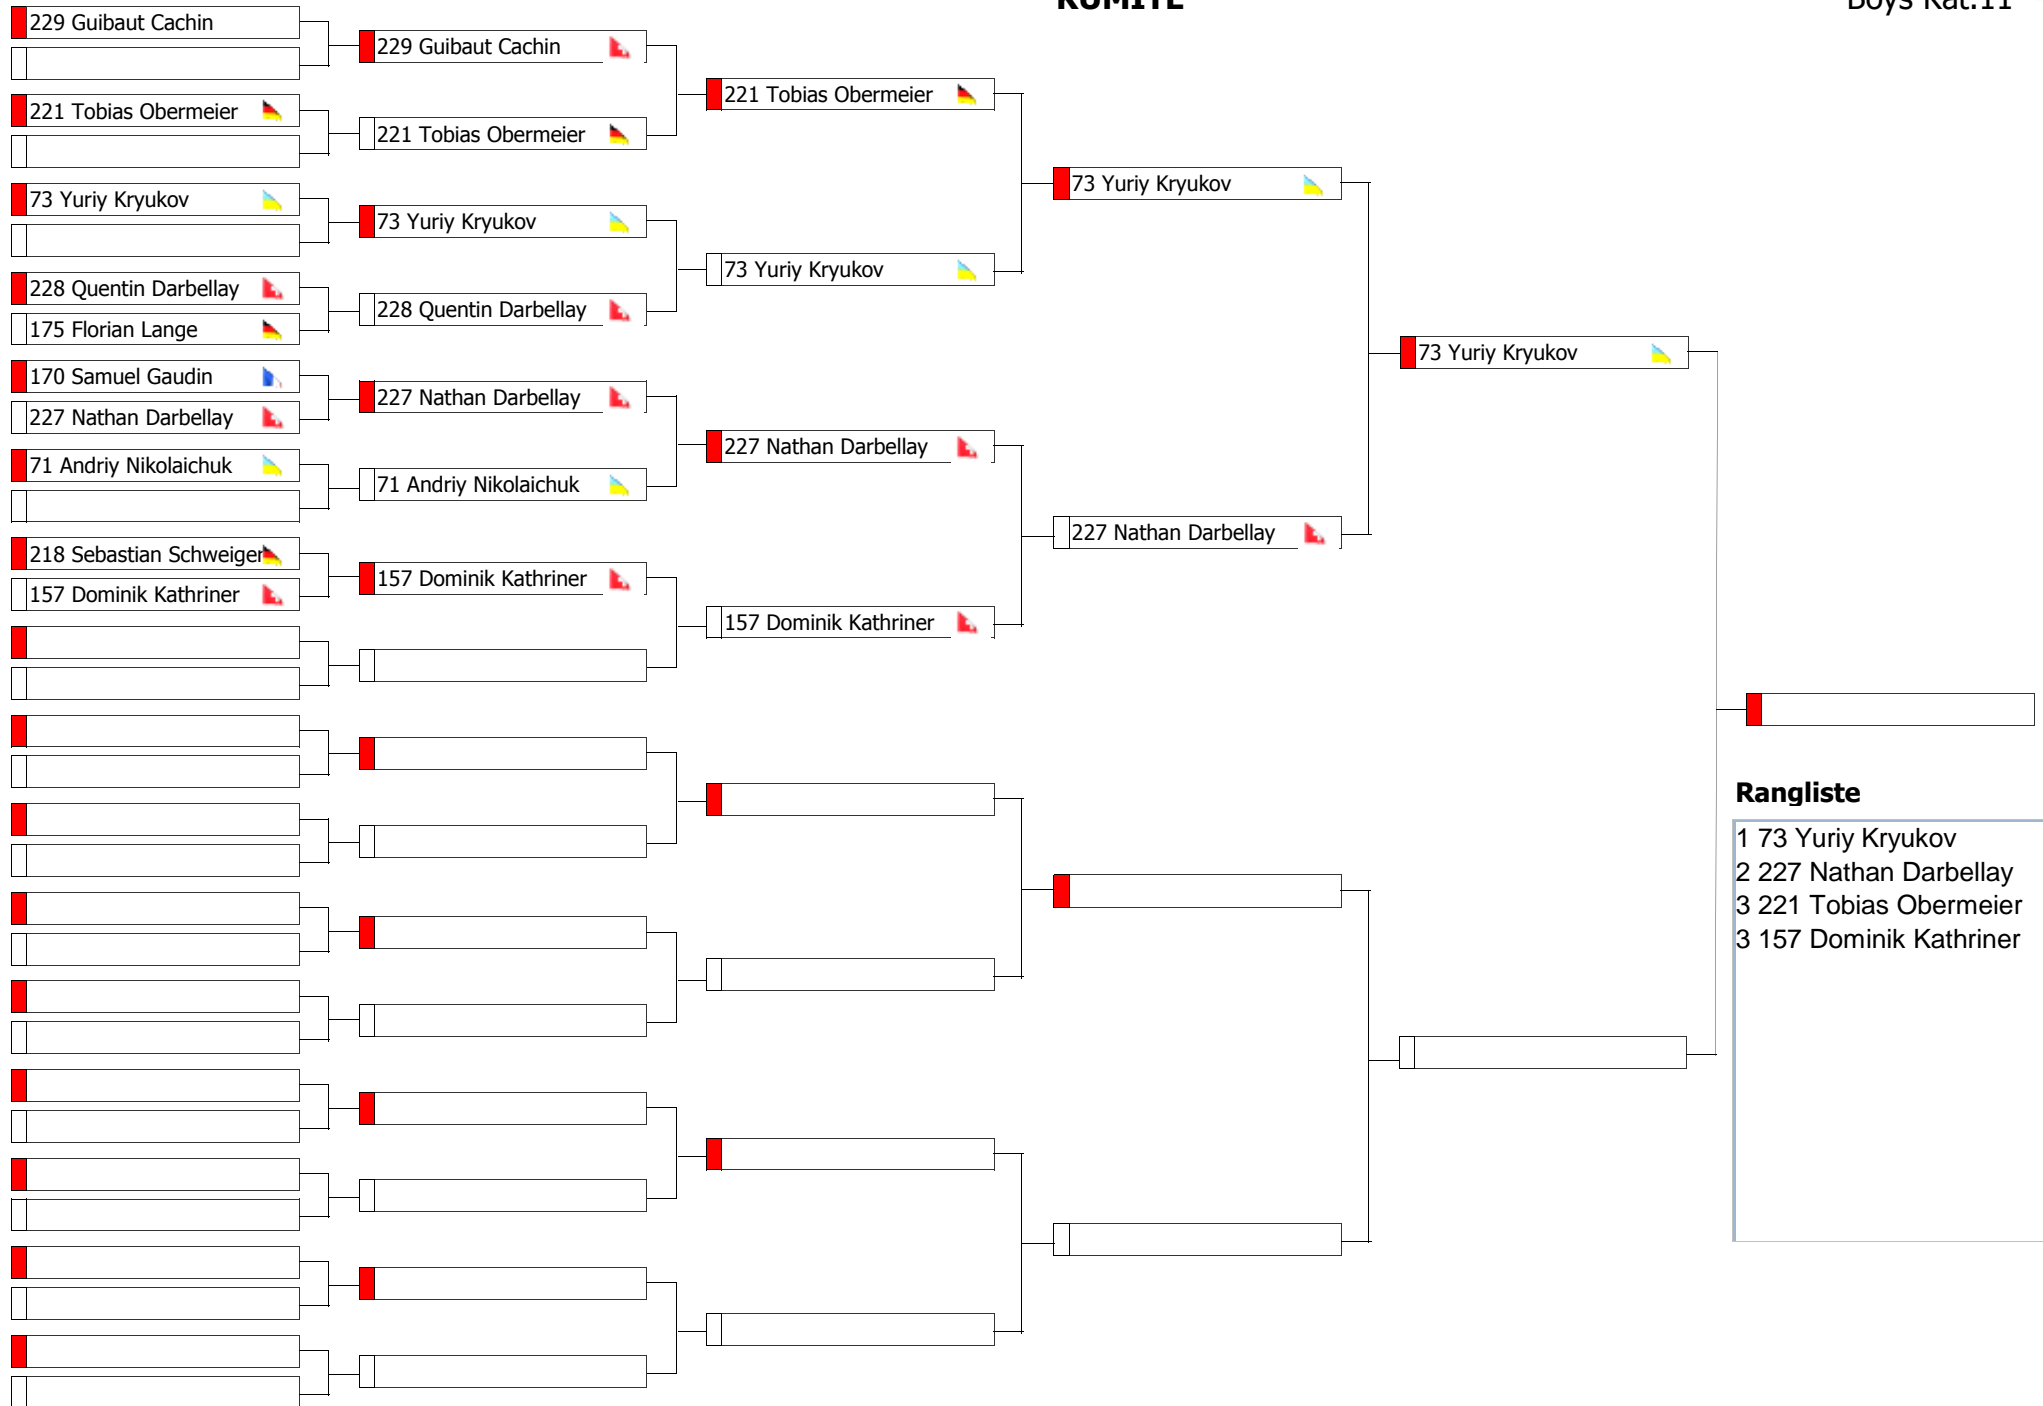 KUMITE
Boys Kat.11
229 Guibaut Cachin
221 Tobias Obermeier
73 Yuriy Kryukov
228 Quentin Darbellay
175 Florian Lange
170 Samuel Gaudin
227 Nathan Darbellay
71 Andriy Nikolaichuk
218 Sebastian Schweiger
157 Dominik Kathriner
229 Guibaut Cachin
221 Tobias Obermeier
73 Yuriy Kryukov
228 Quentin Darbellay
227 Nathan Darbellay
71 Andriy Nikolaichuk
157 Dominik Kathriner
221 Tobias Obermeier
73 Yuriy Kryukov
227 Nathan Darbellay
157 Dominik Kathriner
73 Yuriy Kryukov
227 Nathan Darbellay
73 Yuriy Kryukov
Rangliste
1 73 Yuriy Kryukov
2 227 Nathan Darbellay
3 221 Tobias Obermeier
3 157 Dominik Kathriner